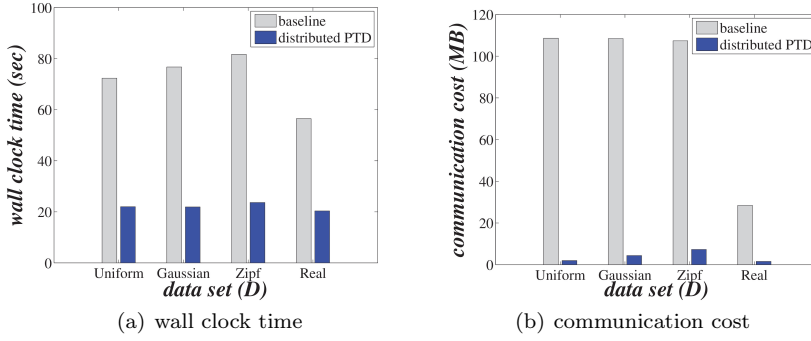 100
80
60
40
20
0
wall clock time (sec)
baseline
distributed PTD
Uniform Gaussian Zipf Real
data set (D)
(a) wall clock time
120
100
80
60
40
20
0
communication cost (MB)
baseline
distributed PTD
Uniform Gaussian Zipf Real
data set (D)
(b) communication cost